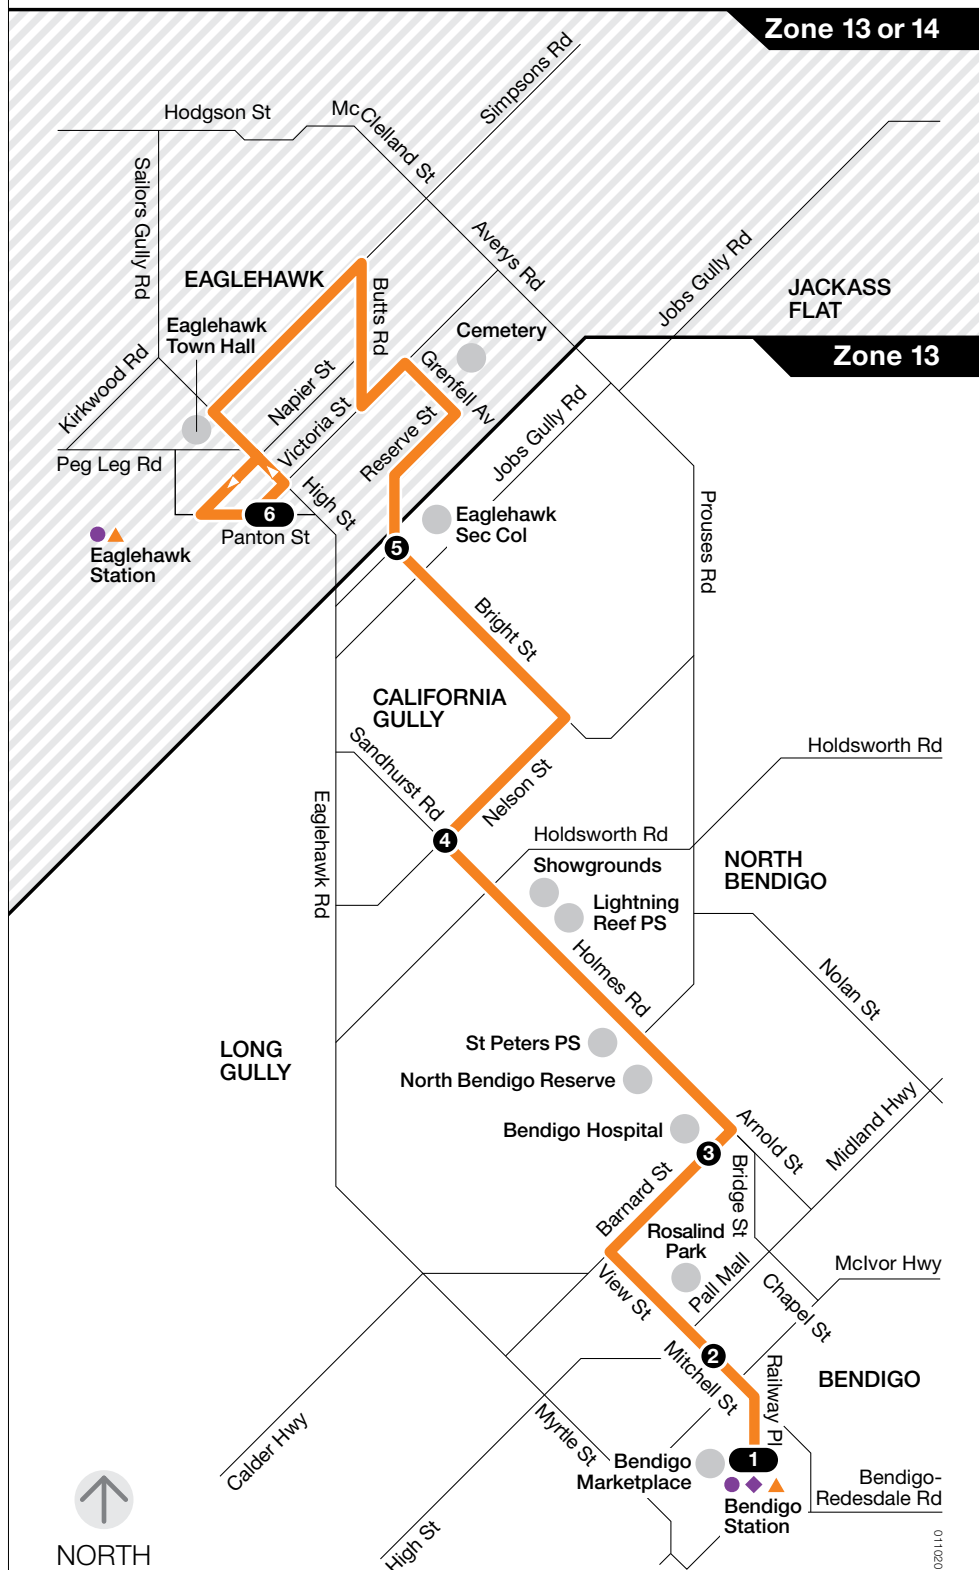 Zone 13 or 14
Simpsons Rd
Hodgson St
McClelland St
Sailors Gully Rd
Averys Rd
Jobs Gully Rd
EAGLEHAWK
Butts Rd
JACKASS
FLAT
Eaglehawk
Town Hall
Cemetery
Zone 13
Kirkwood Rd
Napier St
Grenfell Av
Victoria St
Reserve St
Jobs Gully Rd
Peg Leg Rd
High St
Prouses Rd
6
Panton St
Eaglehawk
Sec Col
Eaglehawk
Station
5
Bright St
CALIFORNIA
GULLY
Sandhurst Rd
Nelson St
Holdsworth Rd
Eaglehawk Rd
4
Holdsworth Rd
Showgrounds
NORTH
BENDIGO
Lightning
Reef PS
Holmes Rd
Nolan St
LONG
GULLY
St Peters PS
North Bendigo Reserve
Bendigo Hospital
Arnold St
Midland Hwy
3
Bridge St
Barnard St
Rosalind
Park
View St
Pall Mall
McIvor Hwy
Chapel St
2
Mitchell St
Railway Pl
BENDIGO
Calder Hwy
Myrtle St
Bendigo
Marketplace
1
Bendigo-
Redesdale Rd
Bendigo
Station
High St
NORTH
011020